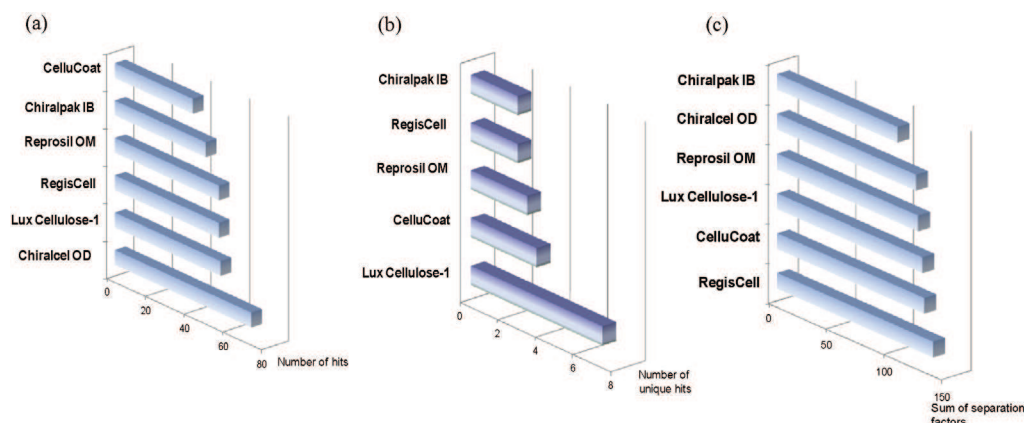 (a)
CelluCoat
Chiralpak IB
Reprosil OM
RegisCell
Lux Cellulose-1
Chiralcel OD
0
20
40
60
80
Number of hits
(b)
Chiralpak IB
RegisCell
Reprosil OM
CelluCoat
Lux Cellulose-1
0
2
4
6
8
Number of
unique hits
(c)
Chiralpak IB
Chiralcel OD
Reprosil OM
Lux Cellulose-1
CelluCoat
RegisCell
0
50
100
150
Sum of separation
factors